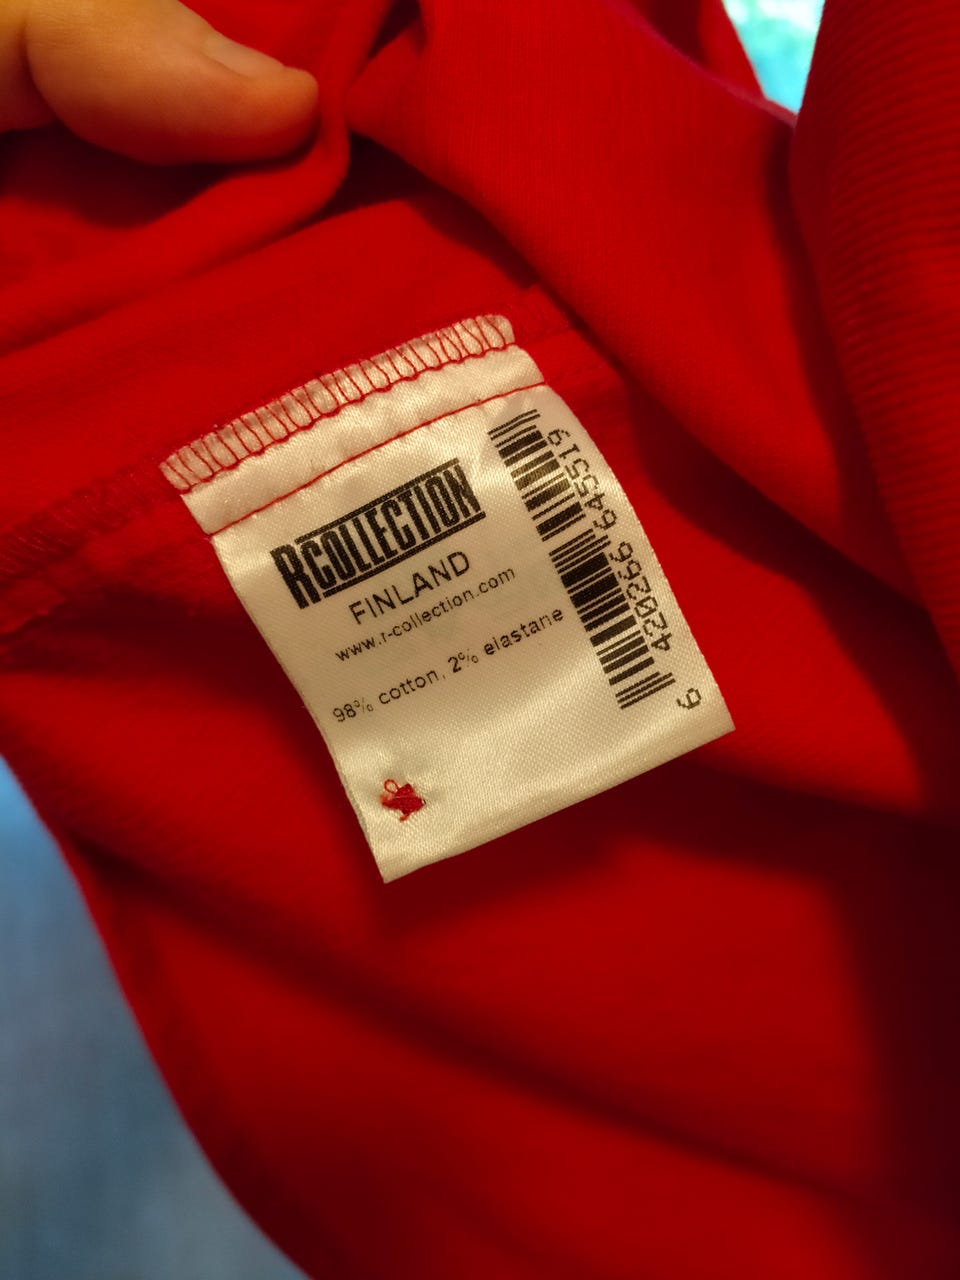 RCOLLECTION
FINLAND
www.r-collection.com
98% cotton, 2% elastane
6 420266 645519